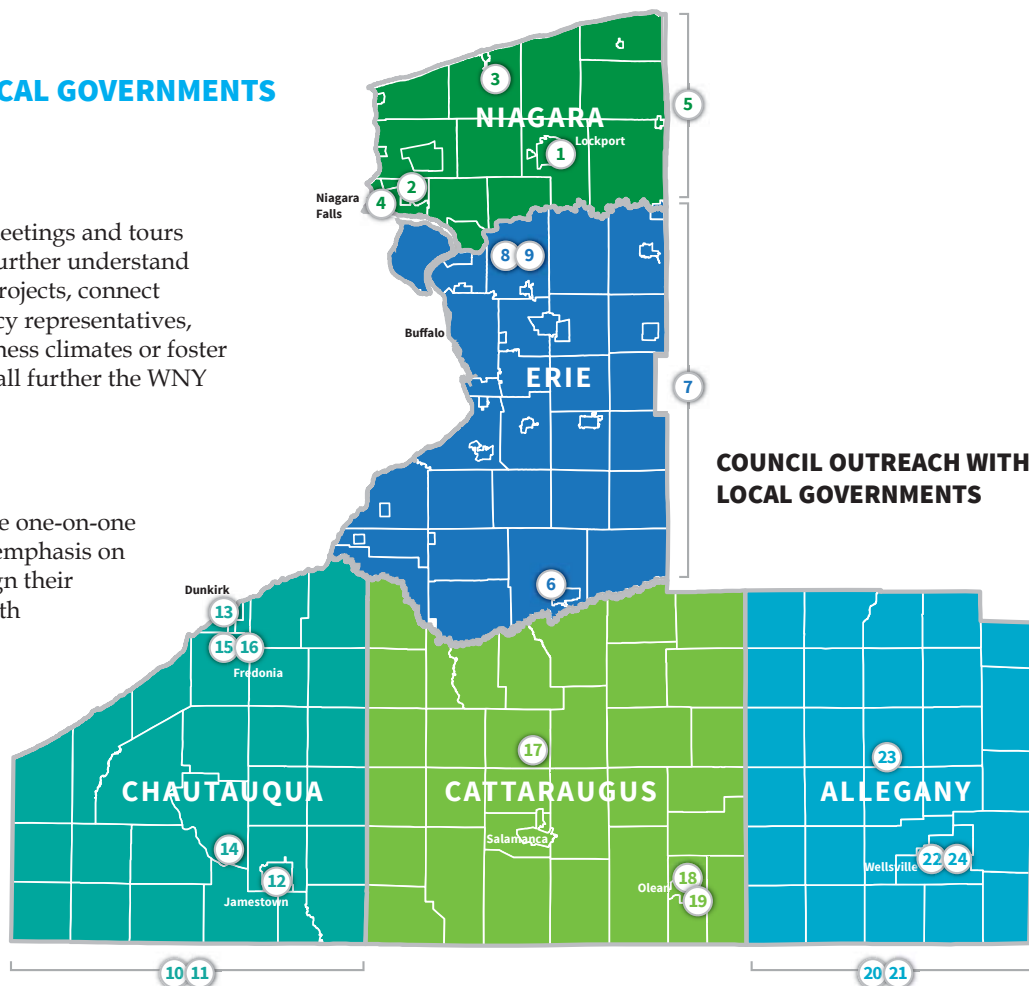 CAL GOVERNMENTS
eetings and tours
urther understand
rojects, connect
cy representatives,
ness climates or foster
all further the WNY
e one-on-one
emphasis on
gn their
th
3
NIAGARA
5
1
Lockport
2
4
Niagara
Falls
8 9
Buffalo
ERIE
7
COUNCIL OUTREACH WITH
LOCAL GOVERNMENTS
6
Dunkirk
13
15 16
Fredonia
17
23
CHAUTAUQUA
CATTARAUGUS
ALLEGANY
Salamanca
14
12
Jamestown
Olean
18
19
Wellsville
22 24
10 11
20 21